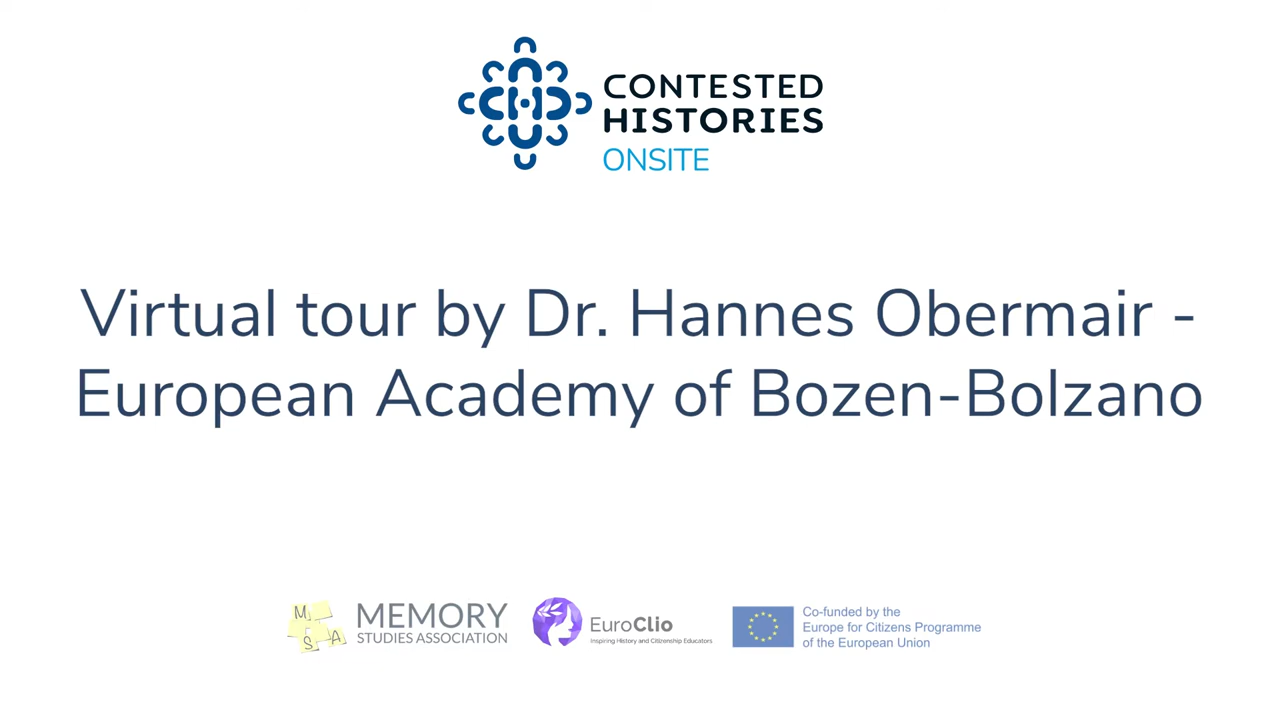 CONTESTED
HISTORIES
ONSITE
Virtual tour by Dr. Hannes Obermair -
European Academy of Bozen-Bolzano
M
S A
MEMORY
STUDIES ASSOCIATION
EuroClio
Inspiring History and Citizenship Educators
Co-funded by the
Europe for Citizens Programme
of the European Union